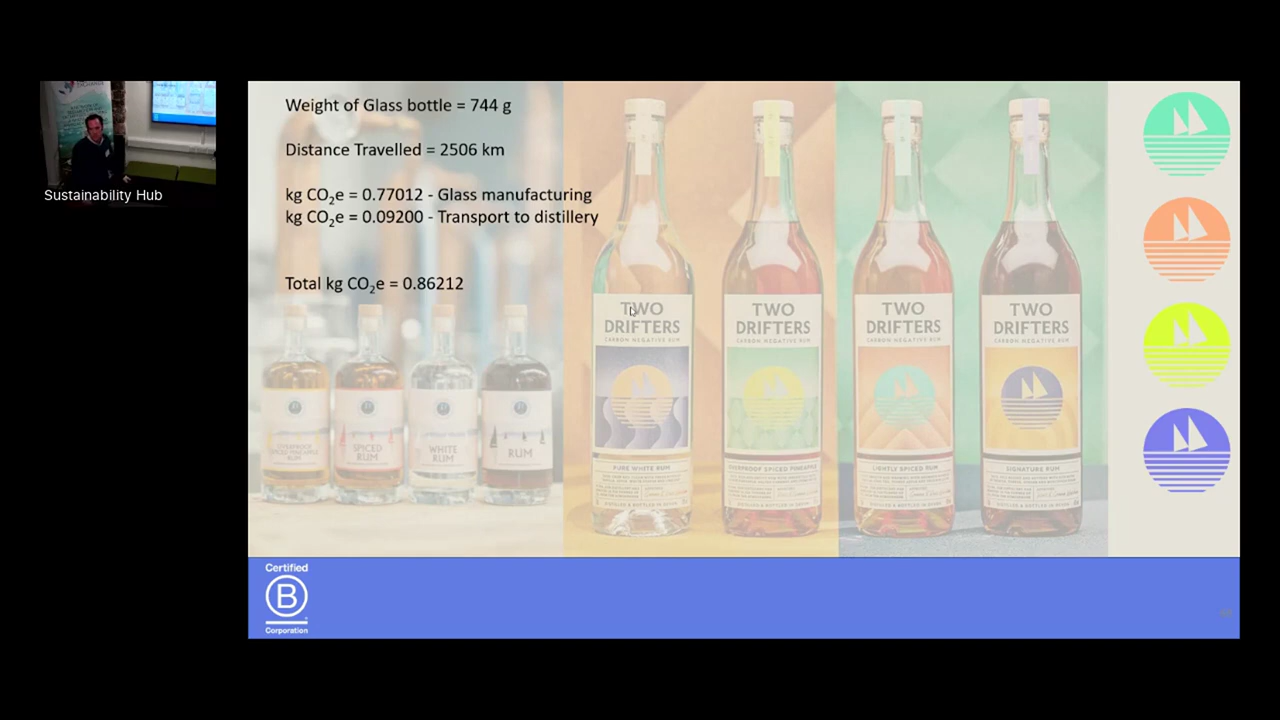 Weight of Glass bottle = 744 g
Distance Travelled = 2506 km
kg CO₂e = 0.77012 - Glass manufacturing
kg CO₂e = 0.09200 - Transport to distillery
Total kg CO₂e = 0.86212
Sustainability Hub
SPICED
RUM
WHITE
RUM
RUM
TWO
DRIFTERS
CARBON NEGATIVE RUM
PURE WHITE RUM
TWO
DRIFTERS
CARBON NEGATIVE RUM
OVERPROOF SPICED PINEAPPLE
TWO
DRIFTERS
CARBON NEGATIVE RUM
LIGHTLY SPICED RUM
TWO
DRIFTERS
CARBON NEGATIVE RUM
SIGNATURE RUM
Certified
B
Corporation